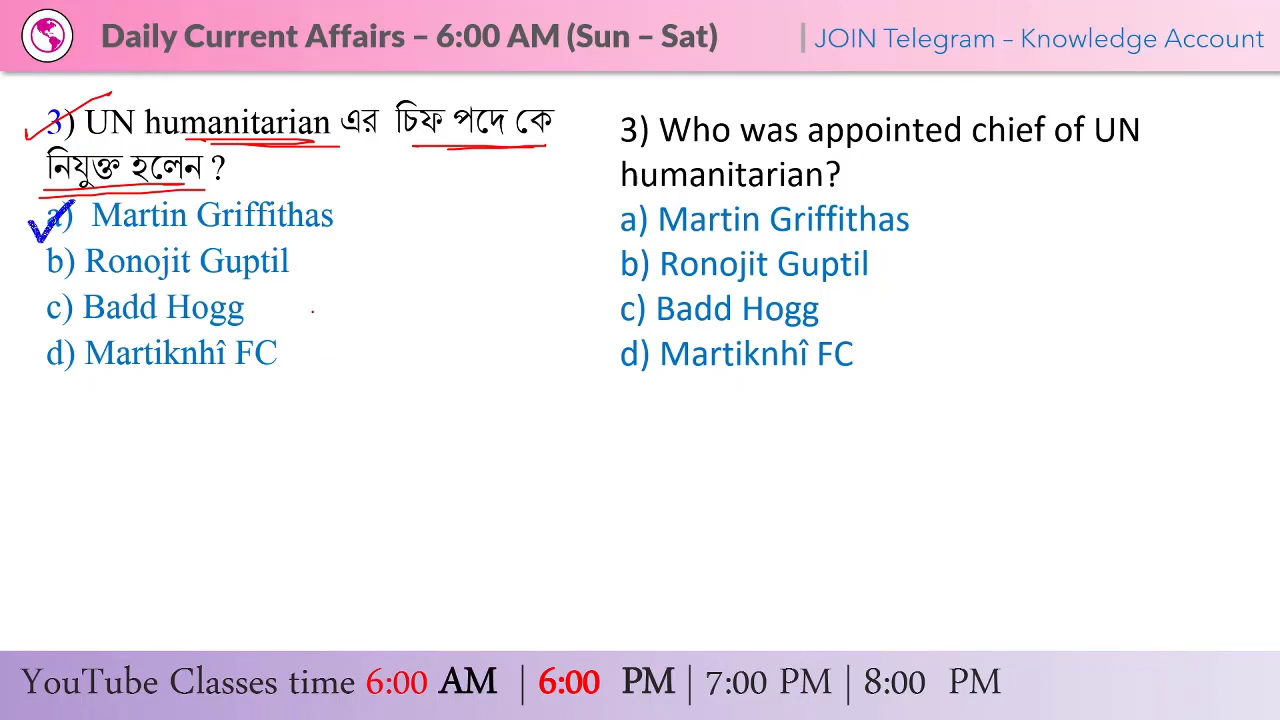 Daily Current Affairs – 6:00 AM (Sun – Sat)
| JOIN Telegram – Knowledge Account
3) UN humanitarian এর চিফ পদে কে
নিযুক্ত হলেন ?
a) Martin Griffithas
b) Ronojit Guptil
c) Badd Hogg
d) Martiknhî FC
3) Who was appointed chief of UN
humanitarian?
a) Martin Griffithas
b) Ronojit Guptil
c) Badd Hogg
d) Martiknhî FC
YouTube Classes time 6:00 AM | 6:00 PM | 7:00 PM | 8:00 PM